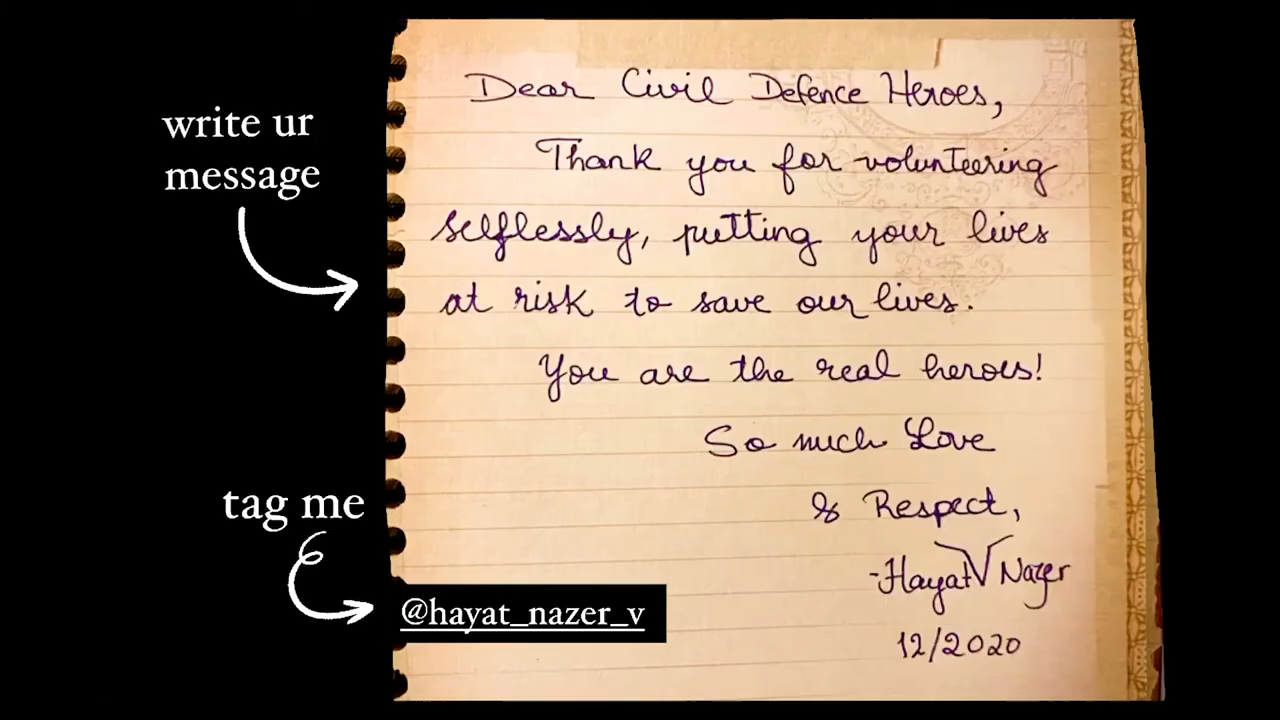 write ur
message
Dear Civil Defence Heroes,
Thank you for volunteering
selflessly, putting your lives
at risk to save our lives.
You are the real heroes!
So much Love
& Respect,
-Hayat V Nazer
12/2020
tag me
@hayat_nazer_v